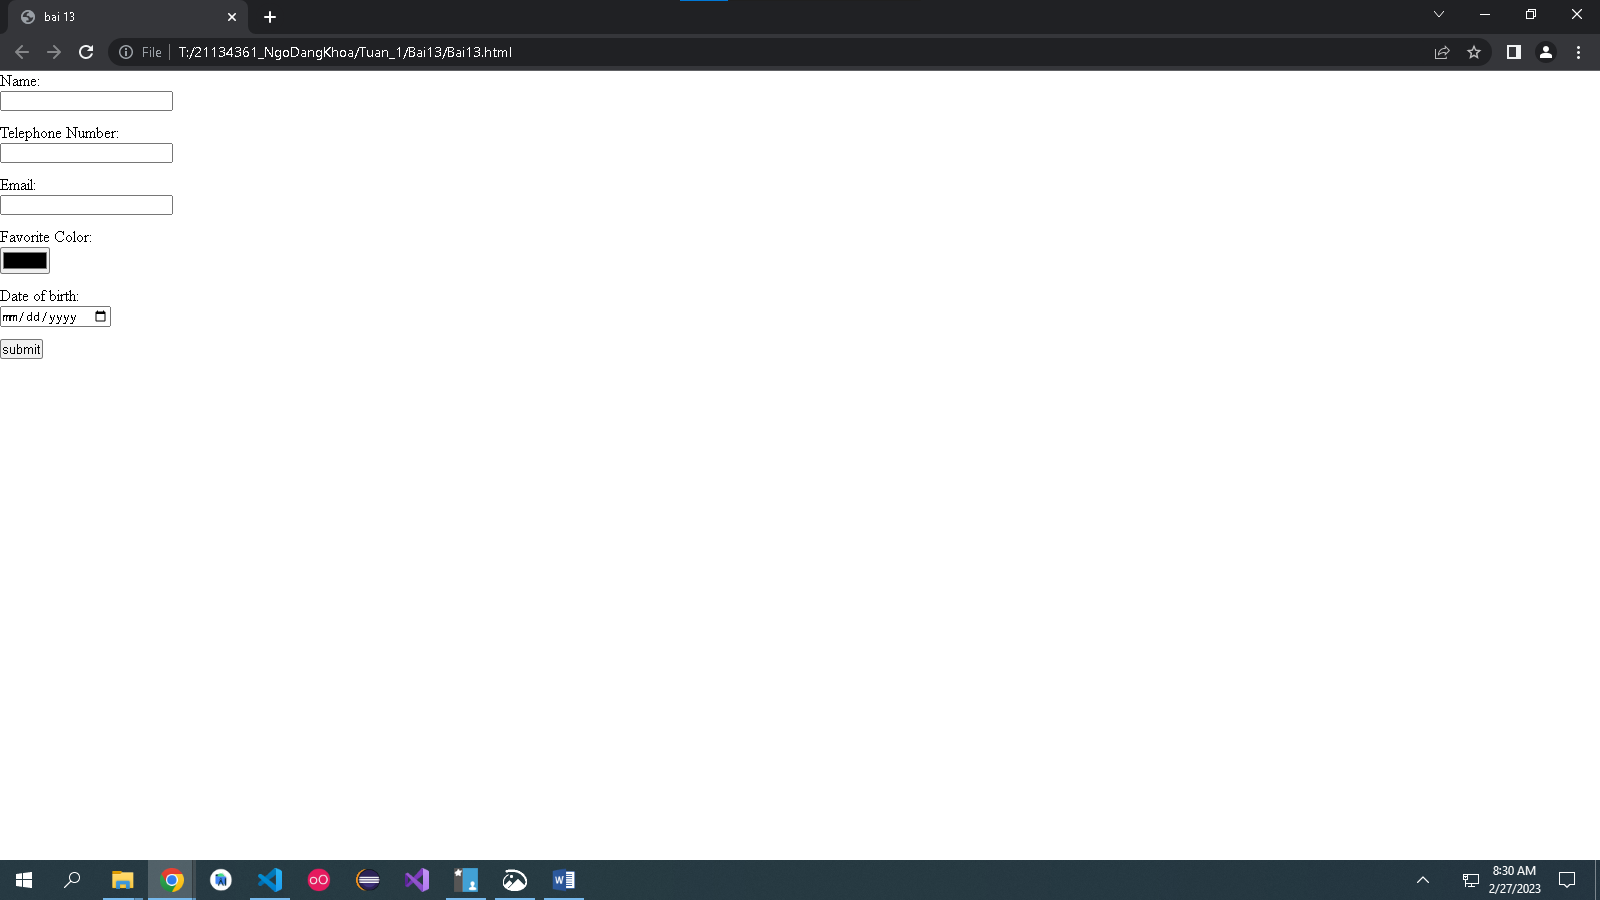 bai 13
File | T:/21134361_NgoDangKhoa/Tuan_1/Bai13/Bai13.html
Name:
Telephone Number:
Email:
Favorite Color:
Date of birth:
mm/dd/yyyy
submit
8:30 AM
2/27/2023